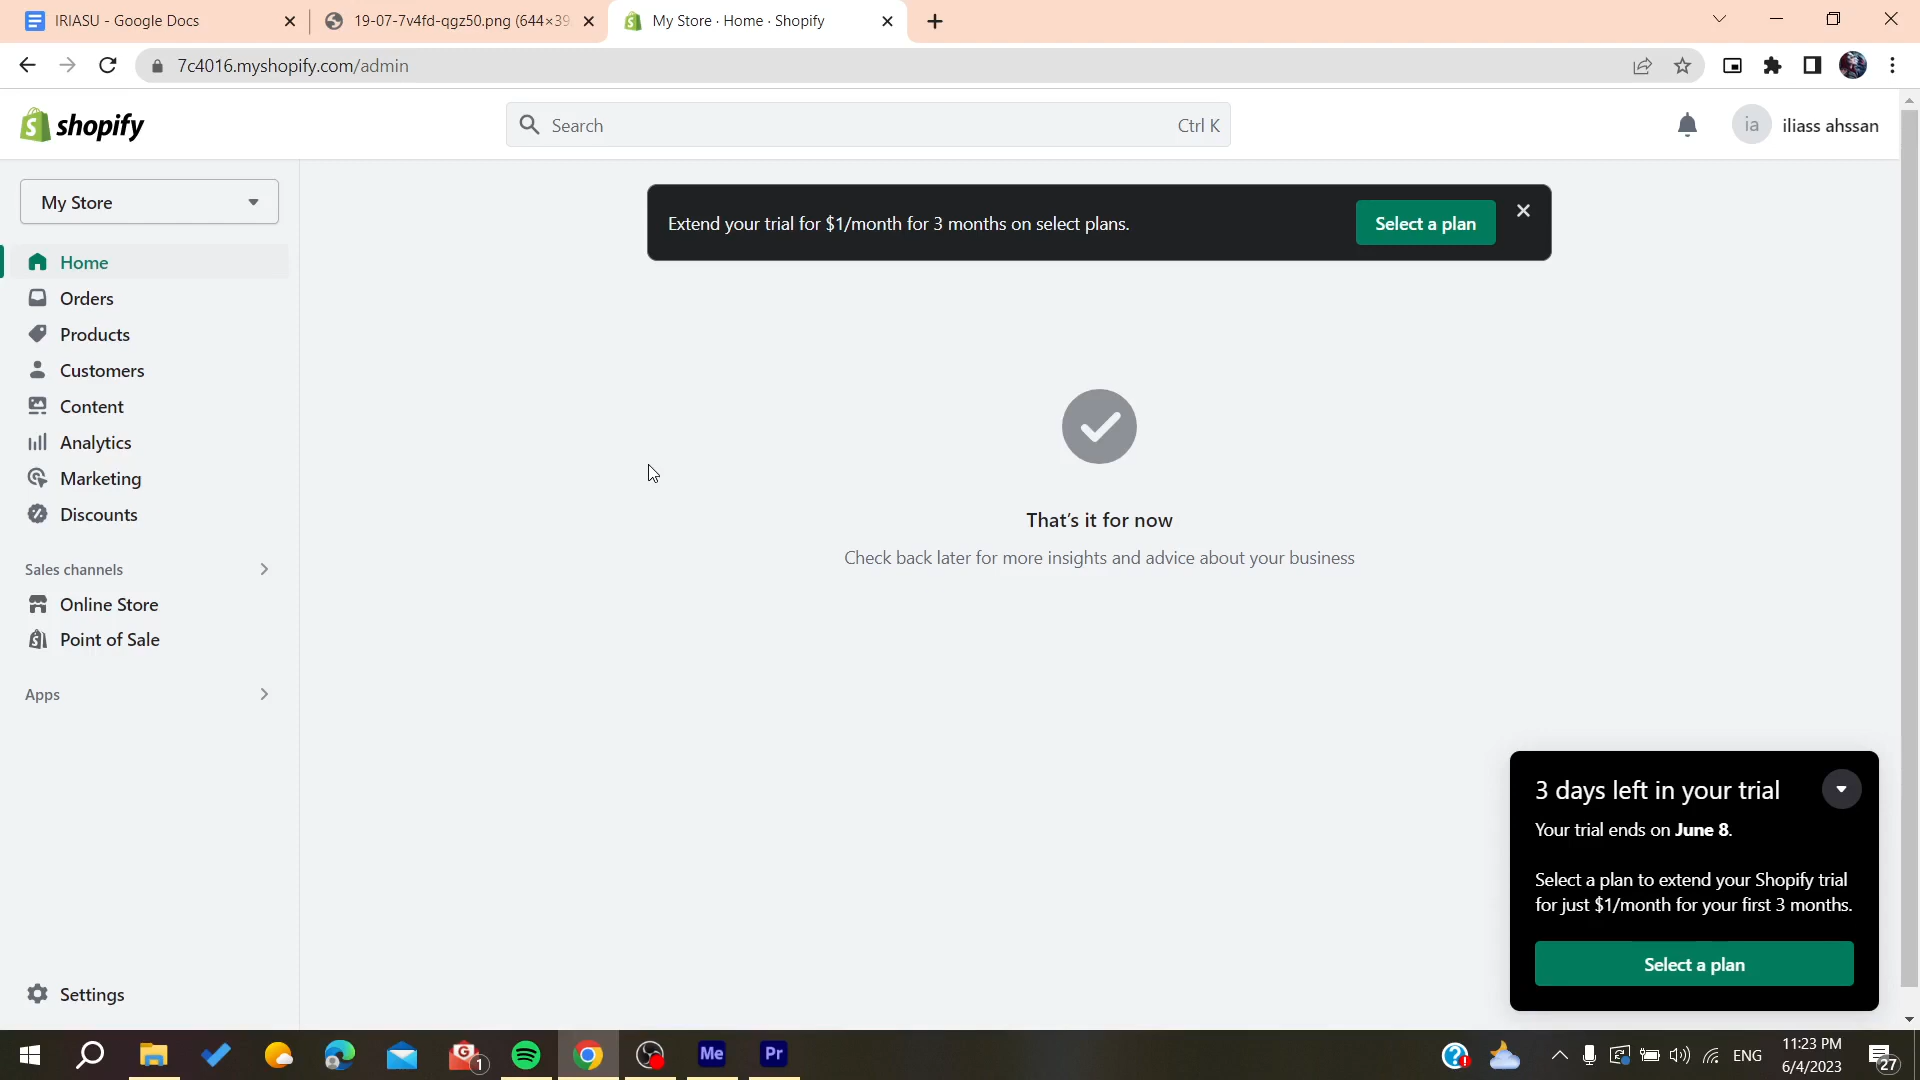 IRIASU - Google Docs
19-07-7v4fd-qgz50.png (644×39
My Store · Home · Shopify
7c4016.myshopify.com/admin
shopify
Search
Ctrl K
ia
iliass ahssan
My Store
Extend your trial for $1/month for 3 months on select plans.
Select a plan
Home
Orders
Products
Customers
Content
Analytics
Marketing
Discounts
That's it for now
Check back later for more insights and advice about your business
Sales channels
Online Store
Point of Sale
Apps
3 days left in your trial
Your trial ends on June 8.
Select a plan to extend your Shopify trial
for just $1/month for your first 3 months.
Select a plan
Settings
G
1
Me
Pr
ENG
11:23 PM
6/4/2023
27